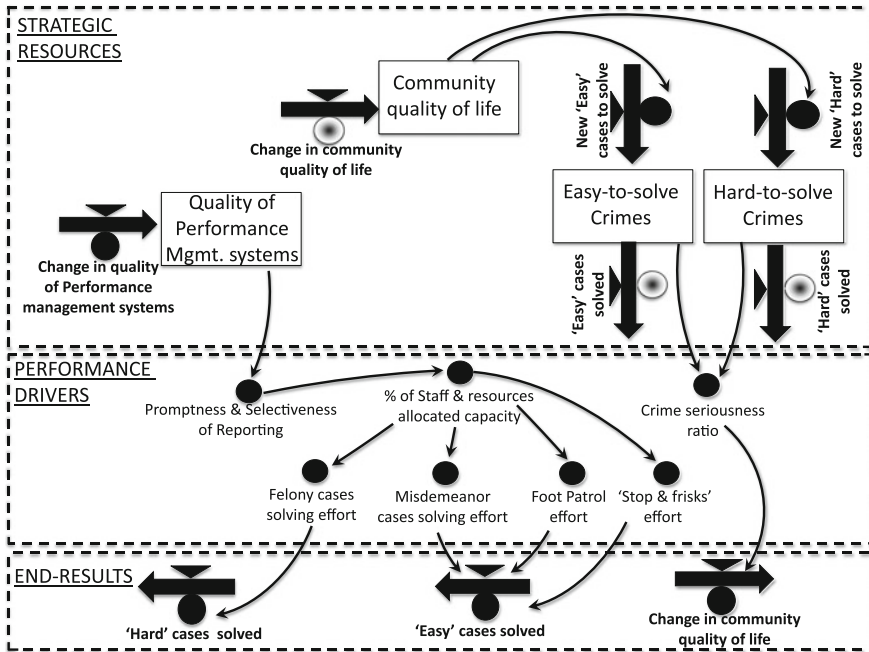 STRATEGIC
RESOURCES
Community
quality of life
Change in community
quality of life
New 'Easy'
cases to solve
New 'Hard'
cases to solve
Quality of
Performance
Mgmt. systems
Easy-to-solve
Crimes
Hard-to-solve
Crimes
Change in quality
of Performance
management systems
'Easy' cases
solved
'Hard' cases
solved
PERFORMANCE
DRIVERS
Promptness & Selectiveness
of Reporting
% of Staff & resources
allocated capacity
Crime seriousness
ratio
Felony cases
solving effort
Misdemeanor
cases solving effort
Foot Patrol
effort
'Stop & frisks'
effort
END-RESULTS
'Hard' cases solved
'Easy' cases solved
Change in community
quality of life